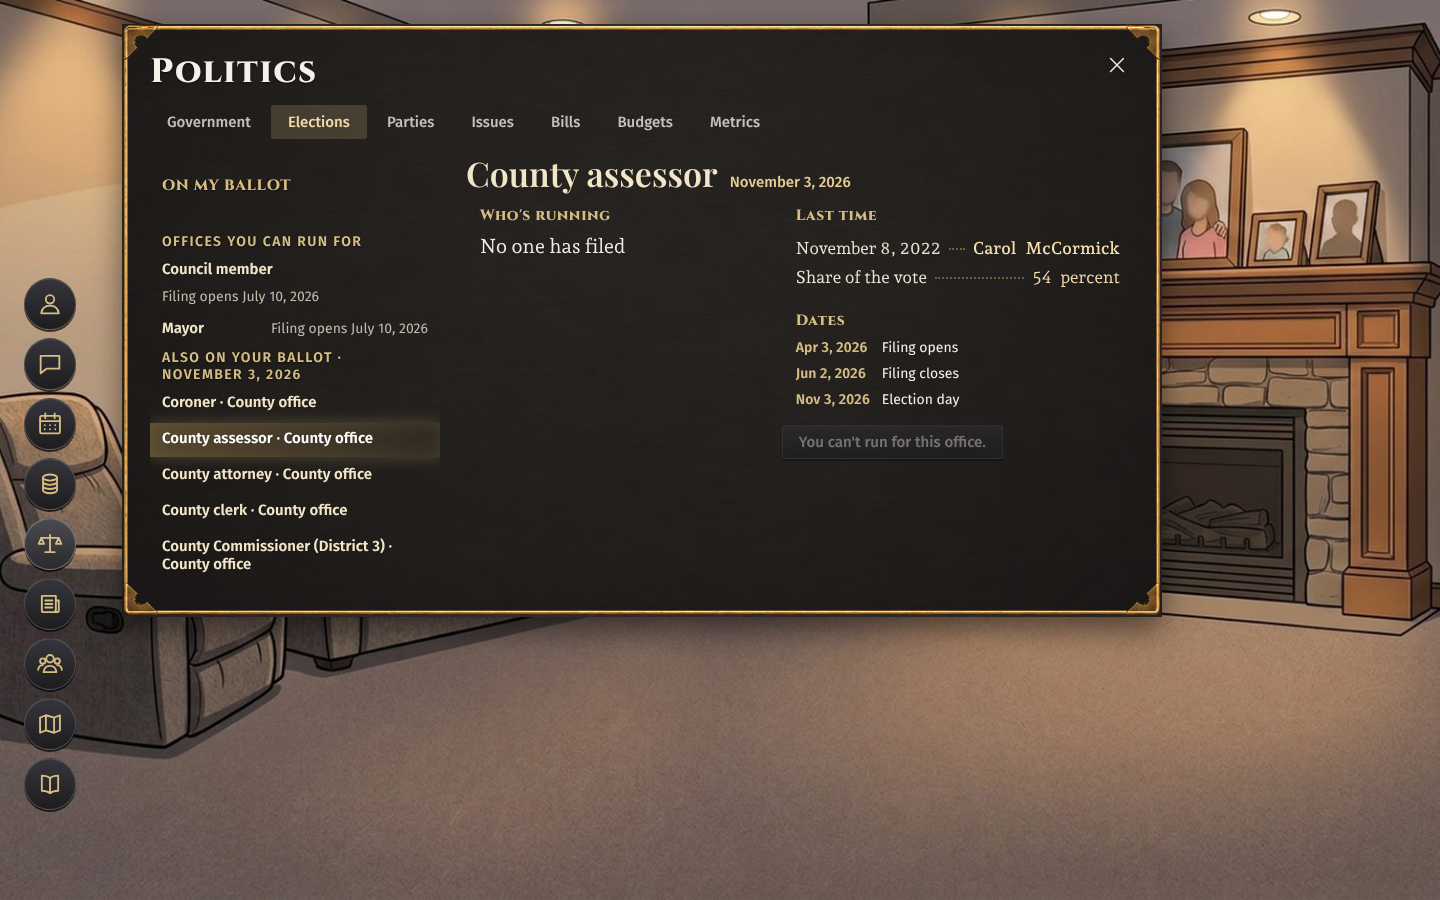 Politics
Government
Elections
Parties
Issues
Bills
Budgets
Metrics
ON MY BALLOT
OFFICES YOU CAN RUN FOR
Council member
Filing opens July 10, 2026
Mayor Filing opens July 10, 2026
ALSO ON YOUR BALLOT ·
NOVEMBER 3, 2026
Coroner · County office
County assessor · County office
County attorney · County office
County clerk · County office
County Commissioner (District 3) ·
County office
County assessor November 3, 2026
Who's running
No one has filed
Last time
November 8, 2022 Carol McCormick
Share of the vote 54 percent
Dates
Apr 3, 2026 Filing opens
Jun 2, 2026 Filing closes
Nov 3, 2026 Election day
You can't run for this office.